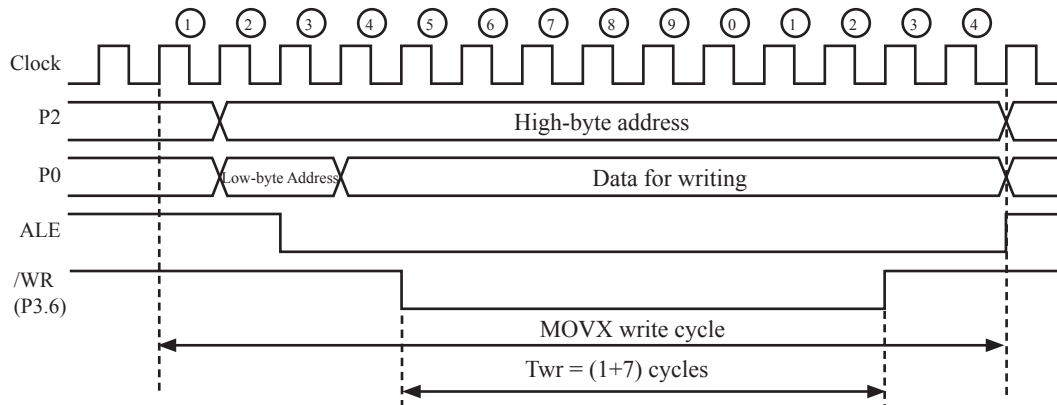 ① ② ③ ④ ⑤ ⑥ ⑦ ⑧ ⑨ ⓪ ① ② ③ ④
Clock
P2 High-byte address
P0 Low-byte Address Data for writing
ALE
/WR
(P3.6)
MOVX write cycle
Twr = (1+7) cycles